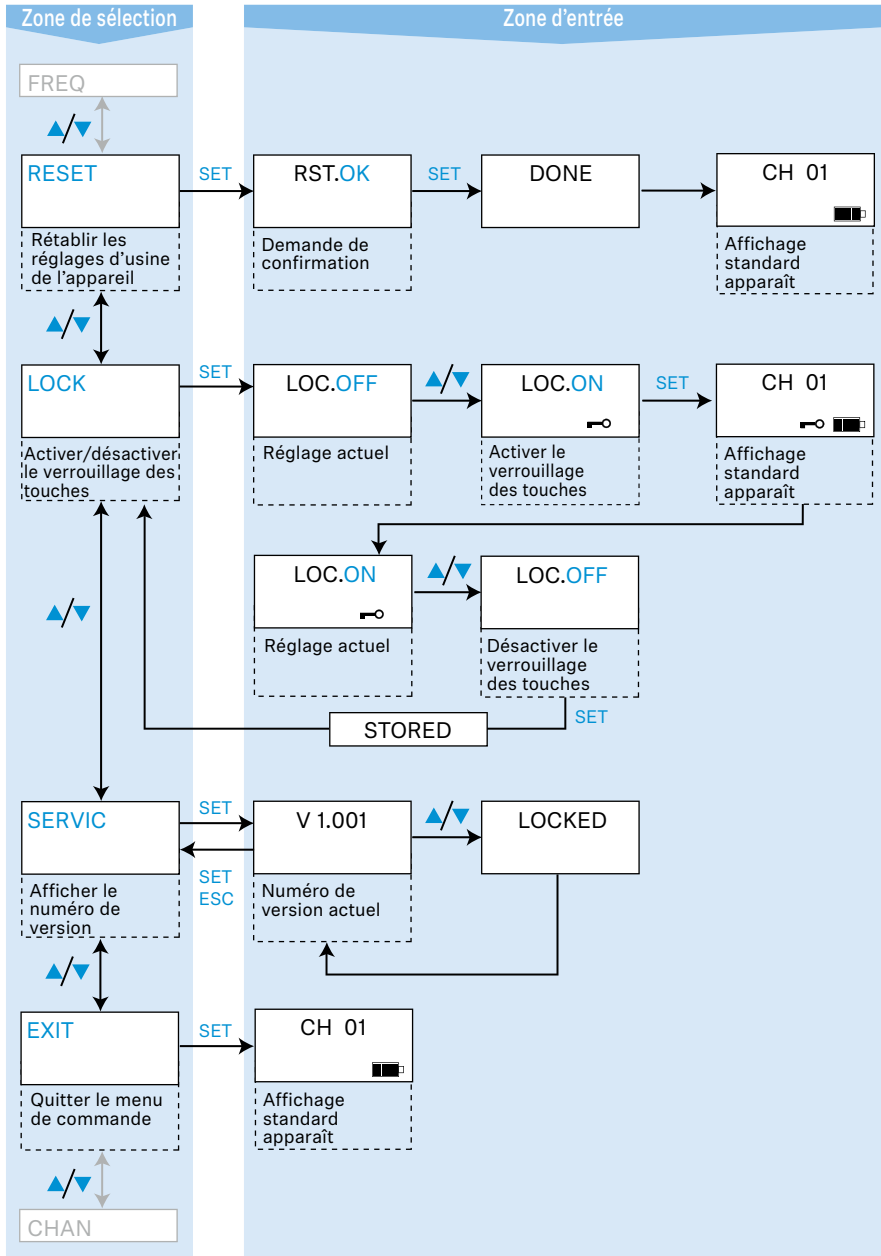 Zone de sélection
Zone d'entrée
FREQ
▲/▼
RESET
SET
RST.OK
SET
DONE
CH 01
Rétablir les
réglages d'usine
de l'appareil
Demande de
confirmation
Affichage
standard
apparaît
▲/▼
LOCK
SET
LOC.OFF
▲/▼
LOC.ON
SET
CH 01
Activer/désactiver
le verrouillage des
touches
Réglage actuel
Activer le
verrouillage
des touches
Affichage
standard
apparaît
▲/▼
LOC.ON
▲/▼
LOC.OFF
Réglage actuel
Désactiver le
verrouillage
des touches
SET
STORED
SERVIC
SET
V 1.001
▲/▼
LOCKED
SET
ESC
Afficher le
numéro de
version
Numéro de
version actuel
▲/▼
EXIT
SET
CH 01
Quitter le menu
de commande
Affichage
standard
apparaît
▲/▼
CHAN